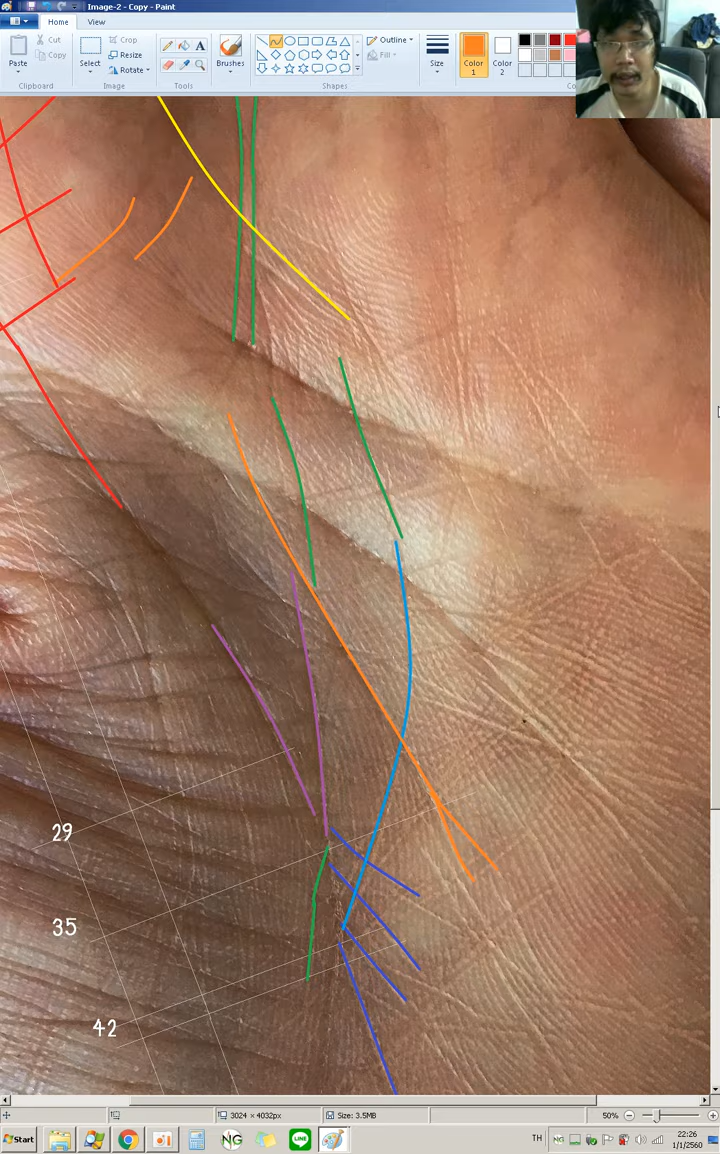 Image-2 - Copy - Paint
Home View
Paste
Cut
Copy
Clipboard
Select
Crop
Resize
Rotate
Image
A
Tools
Brushes
Shapes
Outline
Fill
Size
Color 1
Color 2
29
35
42
3024 × 4032px
Size: 3.5MB
50%
Start
NG
LINE
TH
NG
22:26
1/1/2560